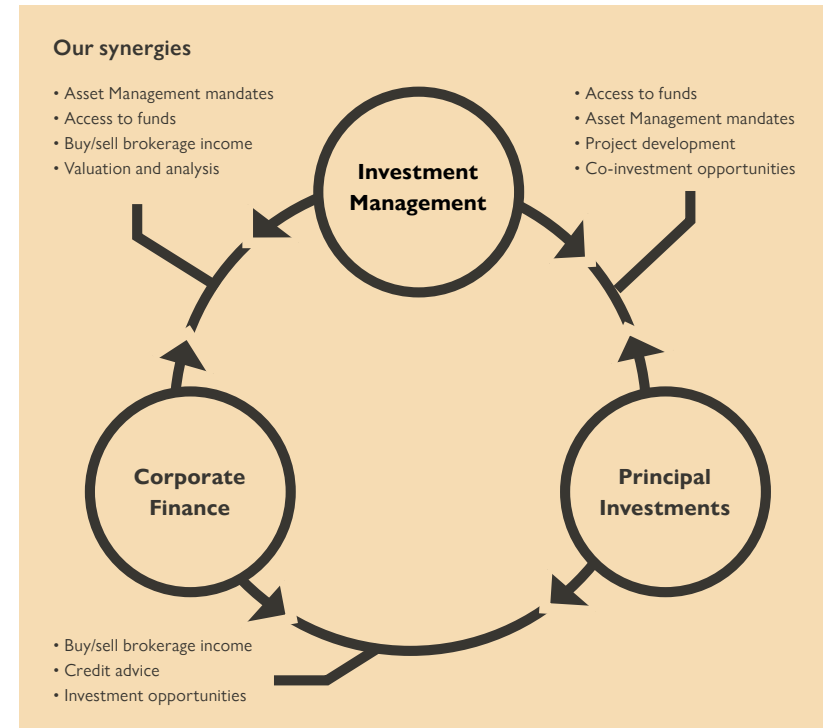 Our synergies
• Asset Management mandates
• Access to funds
• Buy/sell brokerage income
• Valuation and analysis
• Access to funds
• Asset Management mandates
• Project development
• Co-investment opportunities
Investment
Management
Corporate
Finance
Principal
Investments
• Buy/sell brokerage income
• Credit advice
• Investment opportunities